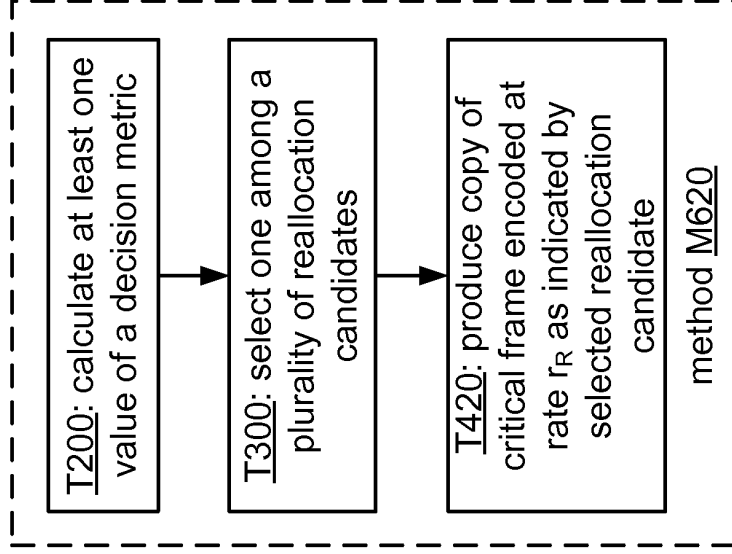 T200: calculate at least one
value of a decision metric
T300: select one among a
plurality of reallocation
candidates
T420: produce copy of
critical frame encoded at
rate rR as indicated by
selected reallocation
candidate
method M620